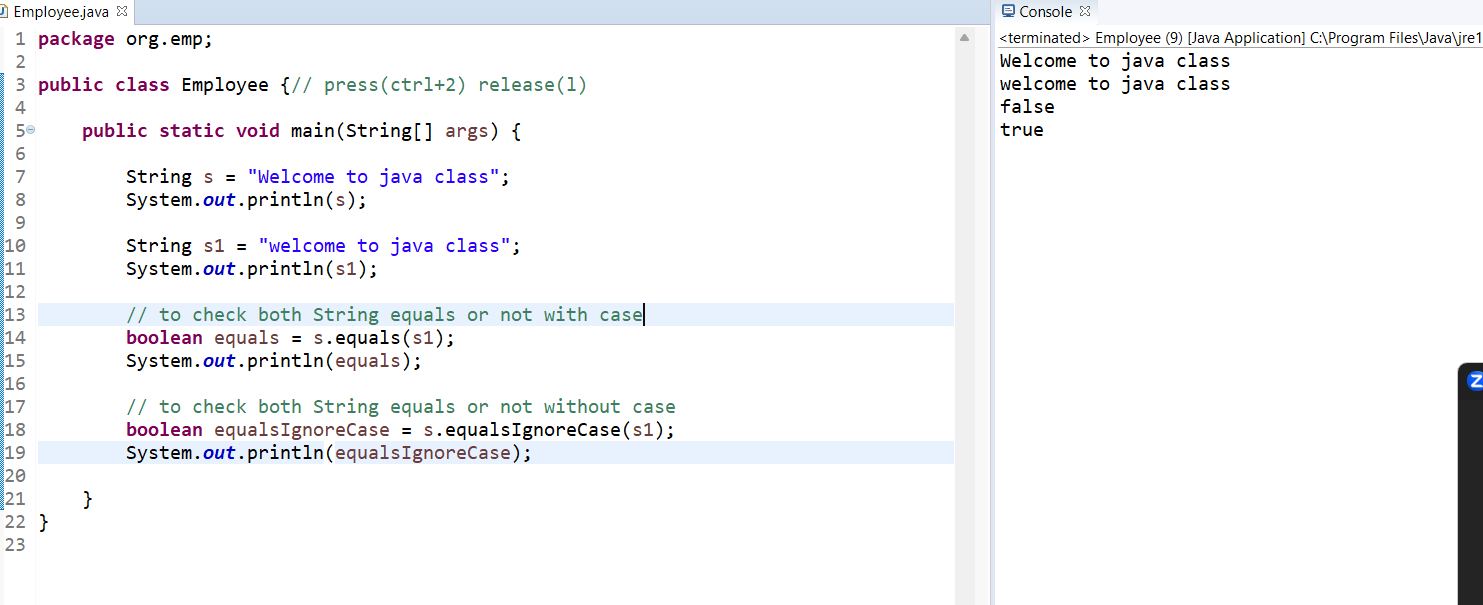 Employee.java
1 package org.emp;
2
3 public class Employee {// press(ctrl+2) release(l)
4
5     public static void main(String[] args) {
6
7         String s = "Welcome to java class";
8         System.out.println(s);
9
10         String s1 = "welcome to java class";
11         System.out.println(s1);
12
13         // to check both String equals or not with case
14         boolean equals = s.equals(s1);
15         System.out.println(equals);
16
17         // to check both String equals or not without case
18         boolean equalsIgnoreCase = s.equalsIgnoreCase(s1);
19         System.out.println(equalsIgnoreCase);
20
21     }
22 }
23
Console
<terminated> Employee (9) [Java Application] C:\Program Files\Java\jre1
Welcome to java class
welcome to java class
false
true
Z